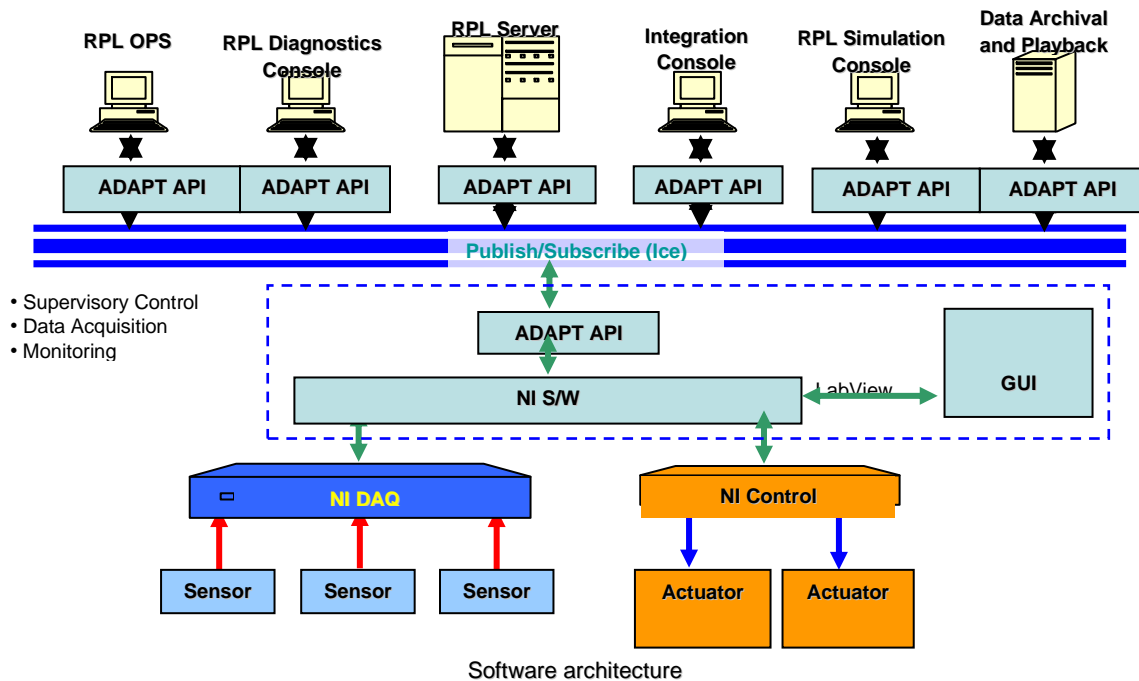 RPL OPS
RPL Diagnostics
Console
RPL Server
Integration
Console
RPL Simulation
Console
Data Archival
and Playback
ADAPT API
ADAPT API
ADAPT API
ADAPT API
ADAPT API
ADAPT API
Publish/Subscribe (Ice)
• Supervisory Control
• Data Acquisition
• Monitoring
ADAPT API
NI S/W
LabView
GUI
NI DAQ
NI Control
Sensor
Sensor
Sensor
Actuator
Actuator
Software architecture